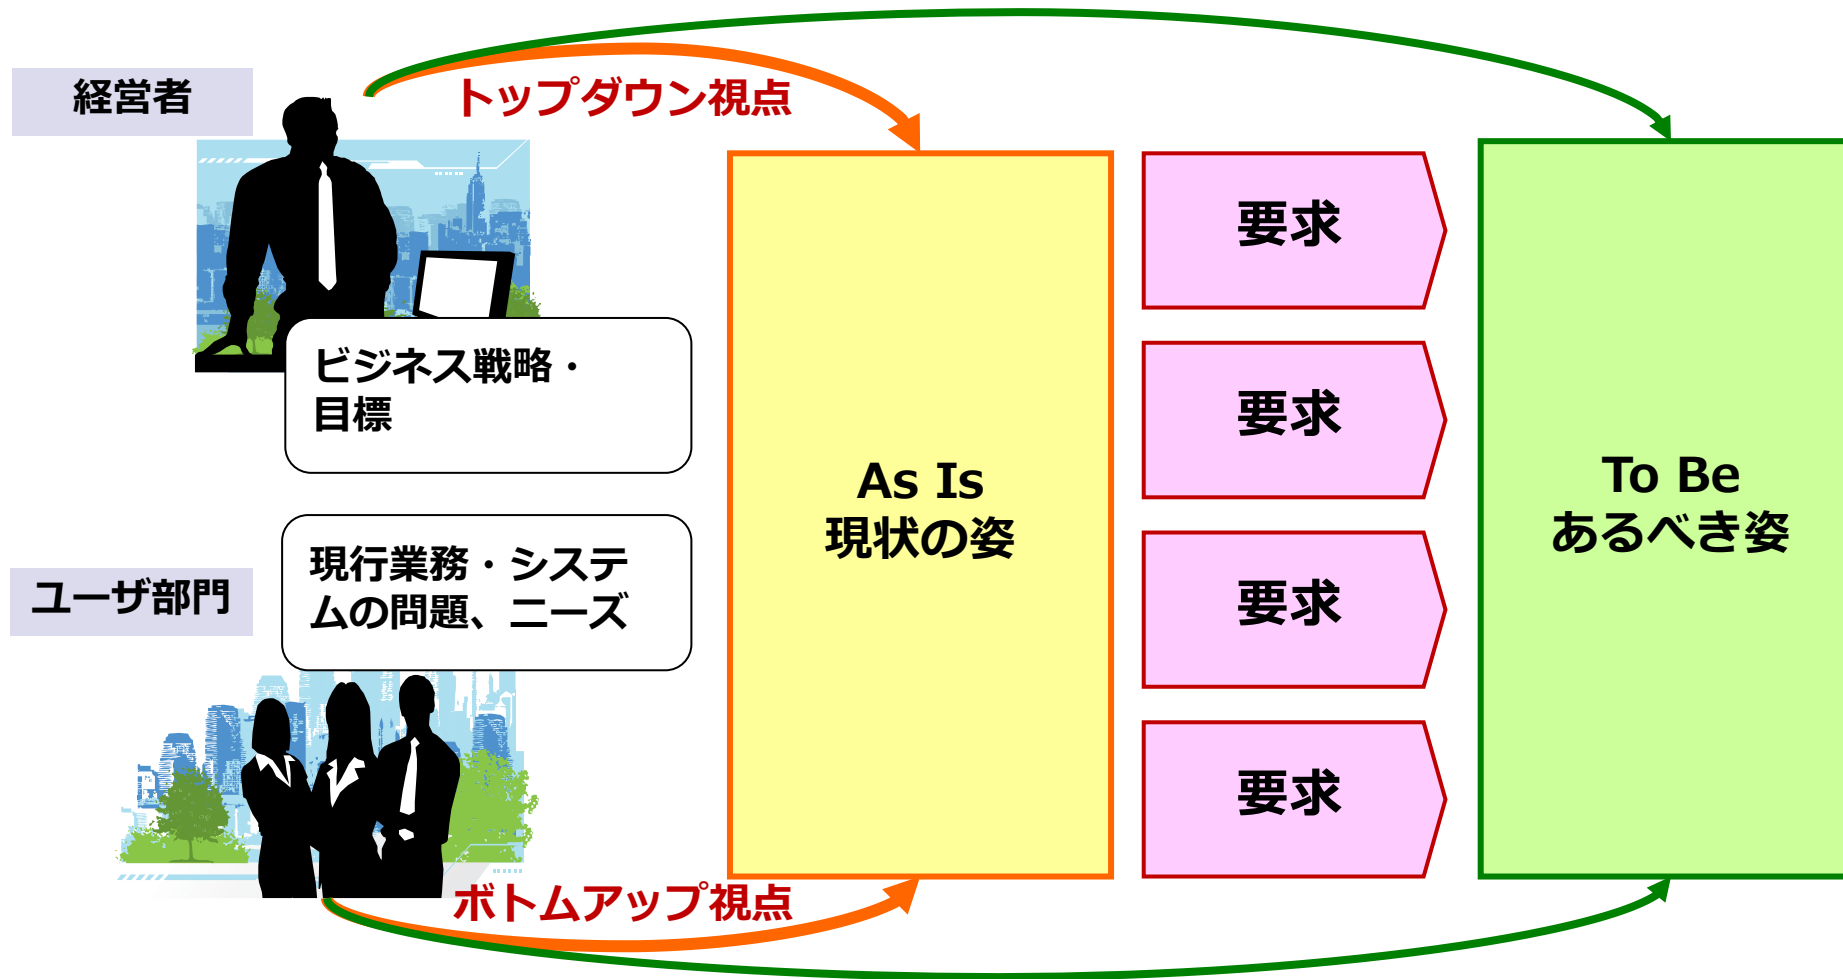 経営者
トップダウン視点
ビジネス戦略・
目標
現行業務・システ
ムの問題、ニーズ
ユーザ部門
ボトムアップ視点
As Is
現状の姿
要求
要求
要求
要求
To Be
あるべき姿